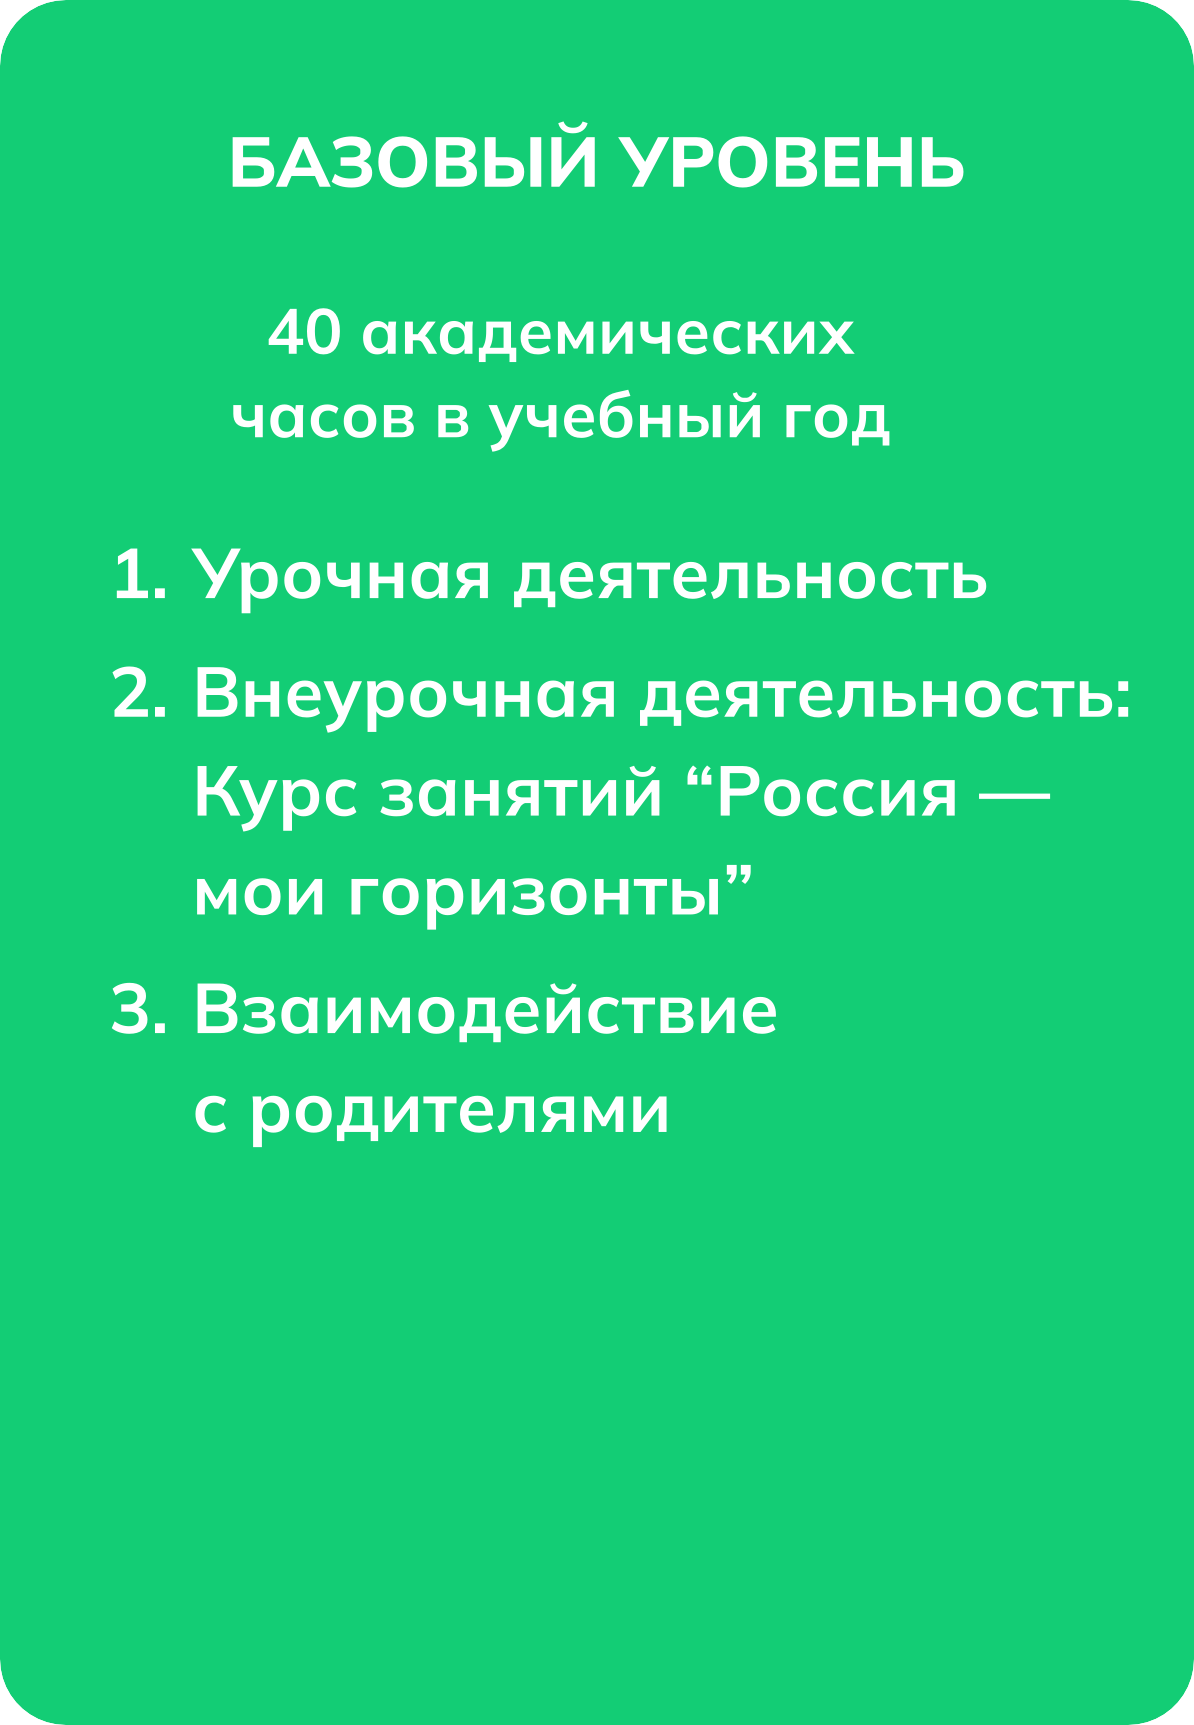 БАЗОВЫЙ УРОВЕНЬ
40 академических
часов в учебный год
1. Урочная деятельность
2. Внеурочная деятельность:
Курс занятий “Россия —
мои горизонты”
3. Взаимодействие
с родителями